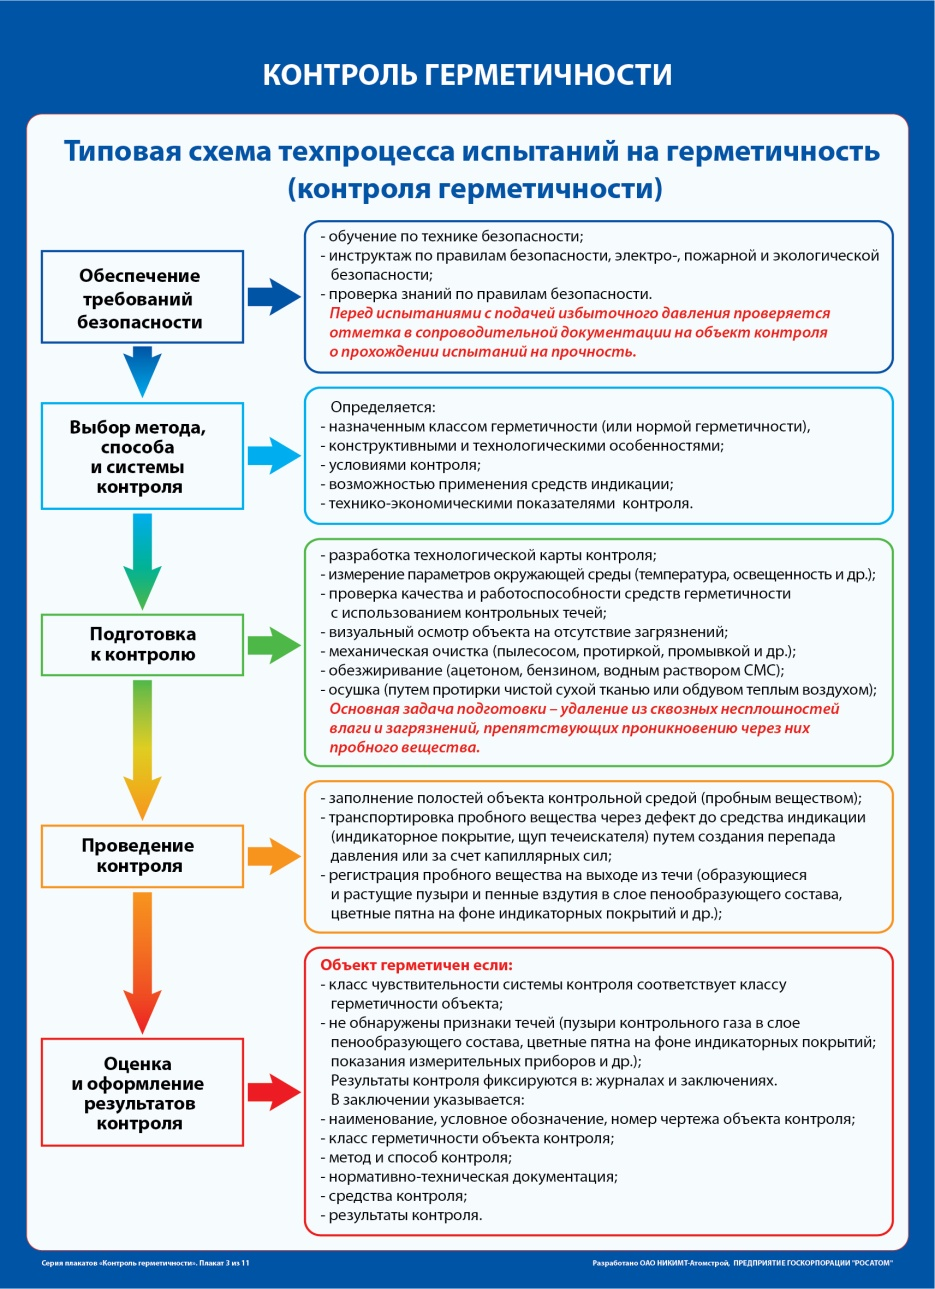 КОНТРОЛЬ ГЕРМЕТИЧНОСТИ
Типовая схема техпроцесса испытаний на герметичность
(контроля герметичности)
Обеспечение
требований
безопасности
- обучение по технике безопасности;
- инструктаж по правилам безопасности, электро-, пожарной и экологической
безопасности;
- проверка знаний по правилам безопасности.
Перед испытаниями с подачей избыточного давления проверяется
отметка в сопроводительной документации на объект контроля
о прохождении испытаний на прочность.
Выбор метода,
способа
и системы
контроля
Определяется:
- назначенным классом герметичности (или нормой герметичности),
- конструктивными и технологическими особенностями;
- условиями контроля;
- возможностью применения средств индикации;
- технико-экономическими показателями контроля.
Подготовка
к контролю
- разработка технологической карты контроля;
- измерение параметров окружающей среды (температура, освещенность и др.);
- проверка качества и работоспособности средств герметичности
с использованием контрольных течей;
- визуальный осмотр объекта на отсутствие загрязнений;
- механическая очистка (пылесосом, протиркой, промывкой и др.);
- обезжиривание (ацетоном, бензином, водным раствором СМС);
- осушка (путем протирки чистой сухой тканью или обдувом теплым воздухом);
Основная задача подготовки – удаление из сквозных несплошностей
влаги и загрязнений, препятствующих проникновению через них
пробного вещества.
Проведение
контроля
- заполнение полостей объекта контрольной средой (пробным веществом);
- транспортировка пробного вещества через дефект до средства индикации
(индикаторное покрытие, щуп течеискателя) путем создания перепада
давления или за счет капиллярных сил;
- регистрация пробного вещества на выходе из течи (образующиеся
и растущие пузыри и пенные вздутия в слое пенообразующего состава,
цветные пятна на фоне индикаторных покрытий и др.);
Оценка
и оформление
результатов
контроля
Объект герметичен если:
- класс чувствительности системы контроля соответствует классу
герметичности объекта;
- не обнаружены признаки течей (пузыри контрольного газа в слое
пенообразующего состава, цветные пятна на фоне индикаторных покрытий;
показания измерительных приборов и др.);
Результаты контроля фиксируются в: журналах и заключениях.
В заключении указывается:
- наименование, условное обозначение, номер чертежа объекта контроля;
- класс герметичности объекта контроля;
- метод и способ контроля;
- нормативно-техническая документация;
- средства контроля;
- результаты контроля.
Серия плакатов «Контроль герметичности». Плакат 3 из 11
Разработано ОАО НИКИМТ-Атомстрой, ПРЕДПРИЯТИЕ ГОСКОРПОРАЦИИ "РОСАТОМ"